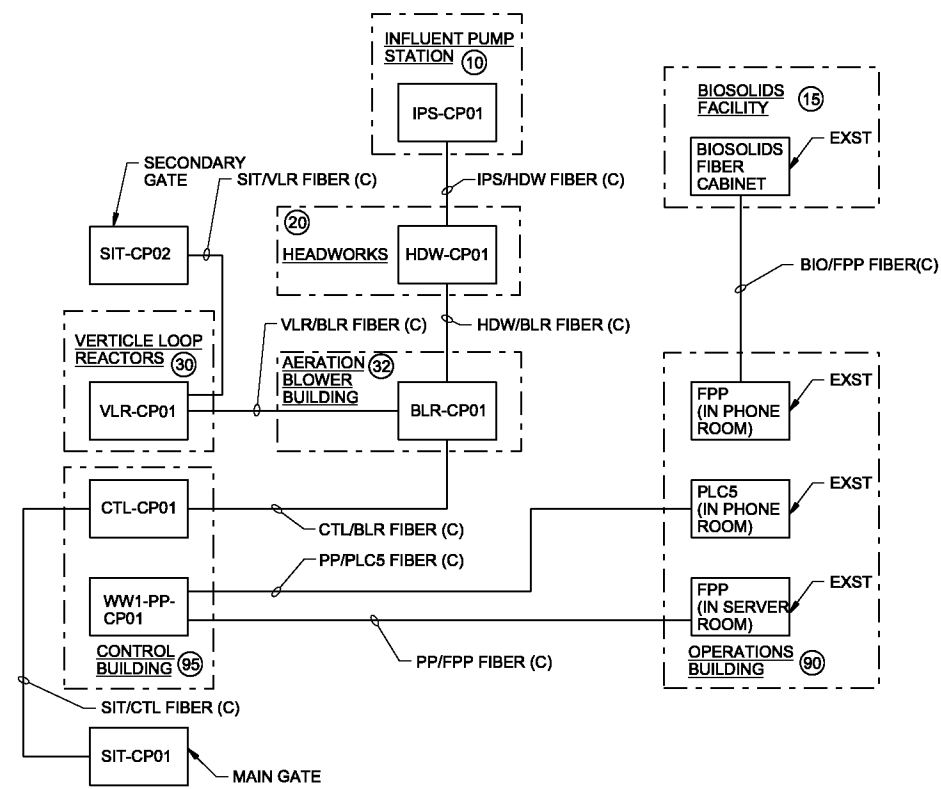 INFLUENT PUMP
STATION 10
IPS-CP01
BIOSOLIDS
FACILITY 15
EXST
BIOSOLIDS
FIBER
CABINET
SECONDARY
GATE
SIT/VLR FIBER (C)
IPS/HDW FIBER (C)
20
HEADWORKS
SIT-CP02
HDW-CP01
BIO/FPP FIBER(C)
VLR/BLR FIBER (C)
HDW/BLR FIBER (C)
VERTICLE LOOP
REACTORS 30
VLR-CP01
AERATION 32
BLOWER
BUILDING
BLR-CP01
EXST
FPP
(IN PHONE
ROOM)
CTL-CP01
CTL/BLR FIBER (C)
EXST
PLC5
(IN PHONE
ROOM)
PP/PLC5 FIBER (C)
WW1-PP-
CP01
EXST
FPP
(IN SERVER
ROOM)
CONTROL
BUILDING 95
PP/FPP FIBER (C)
OPERATIONS
BUILDING 90
SIT/CTL FIBER (C)
SIT-CP01
MAIN GATE